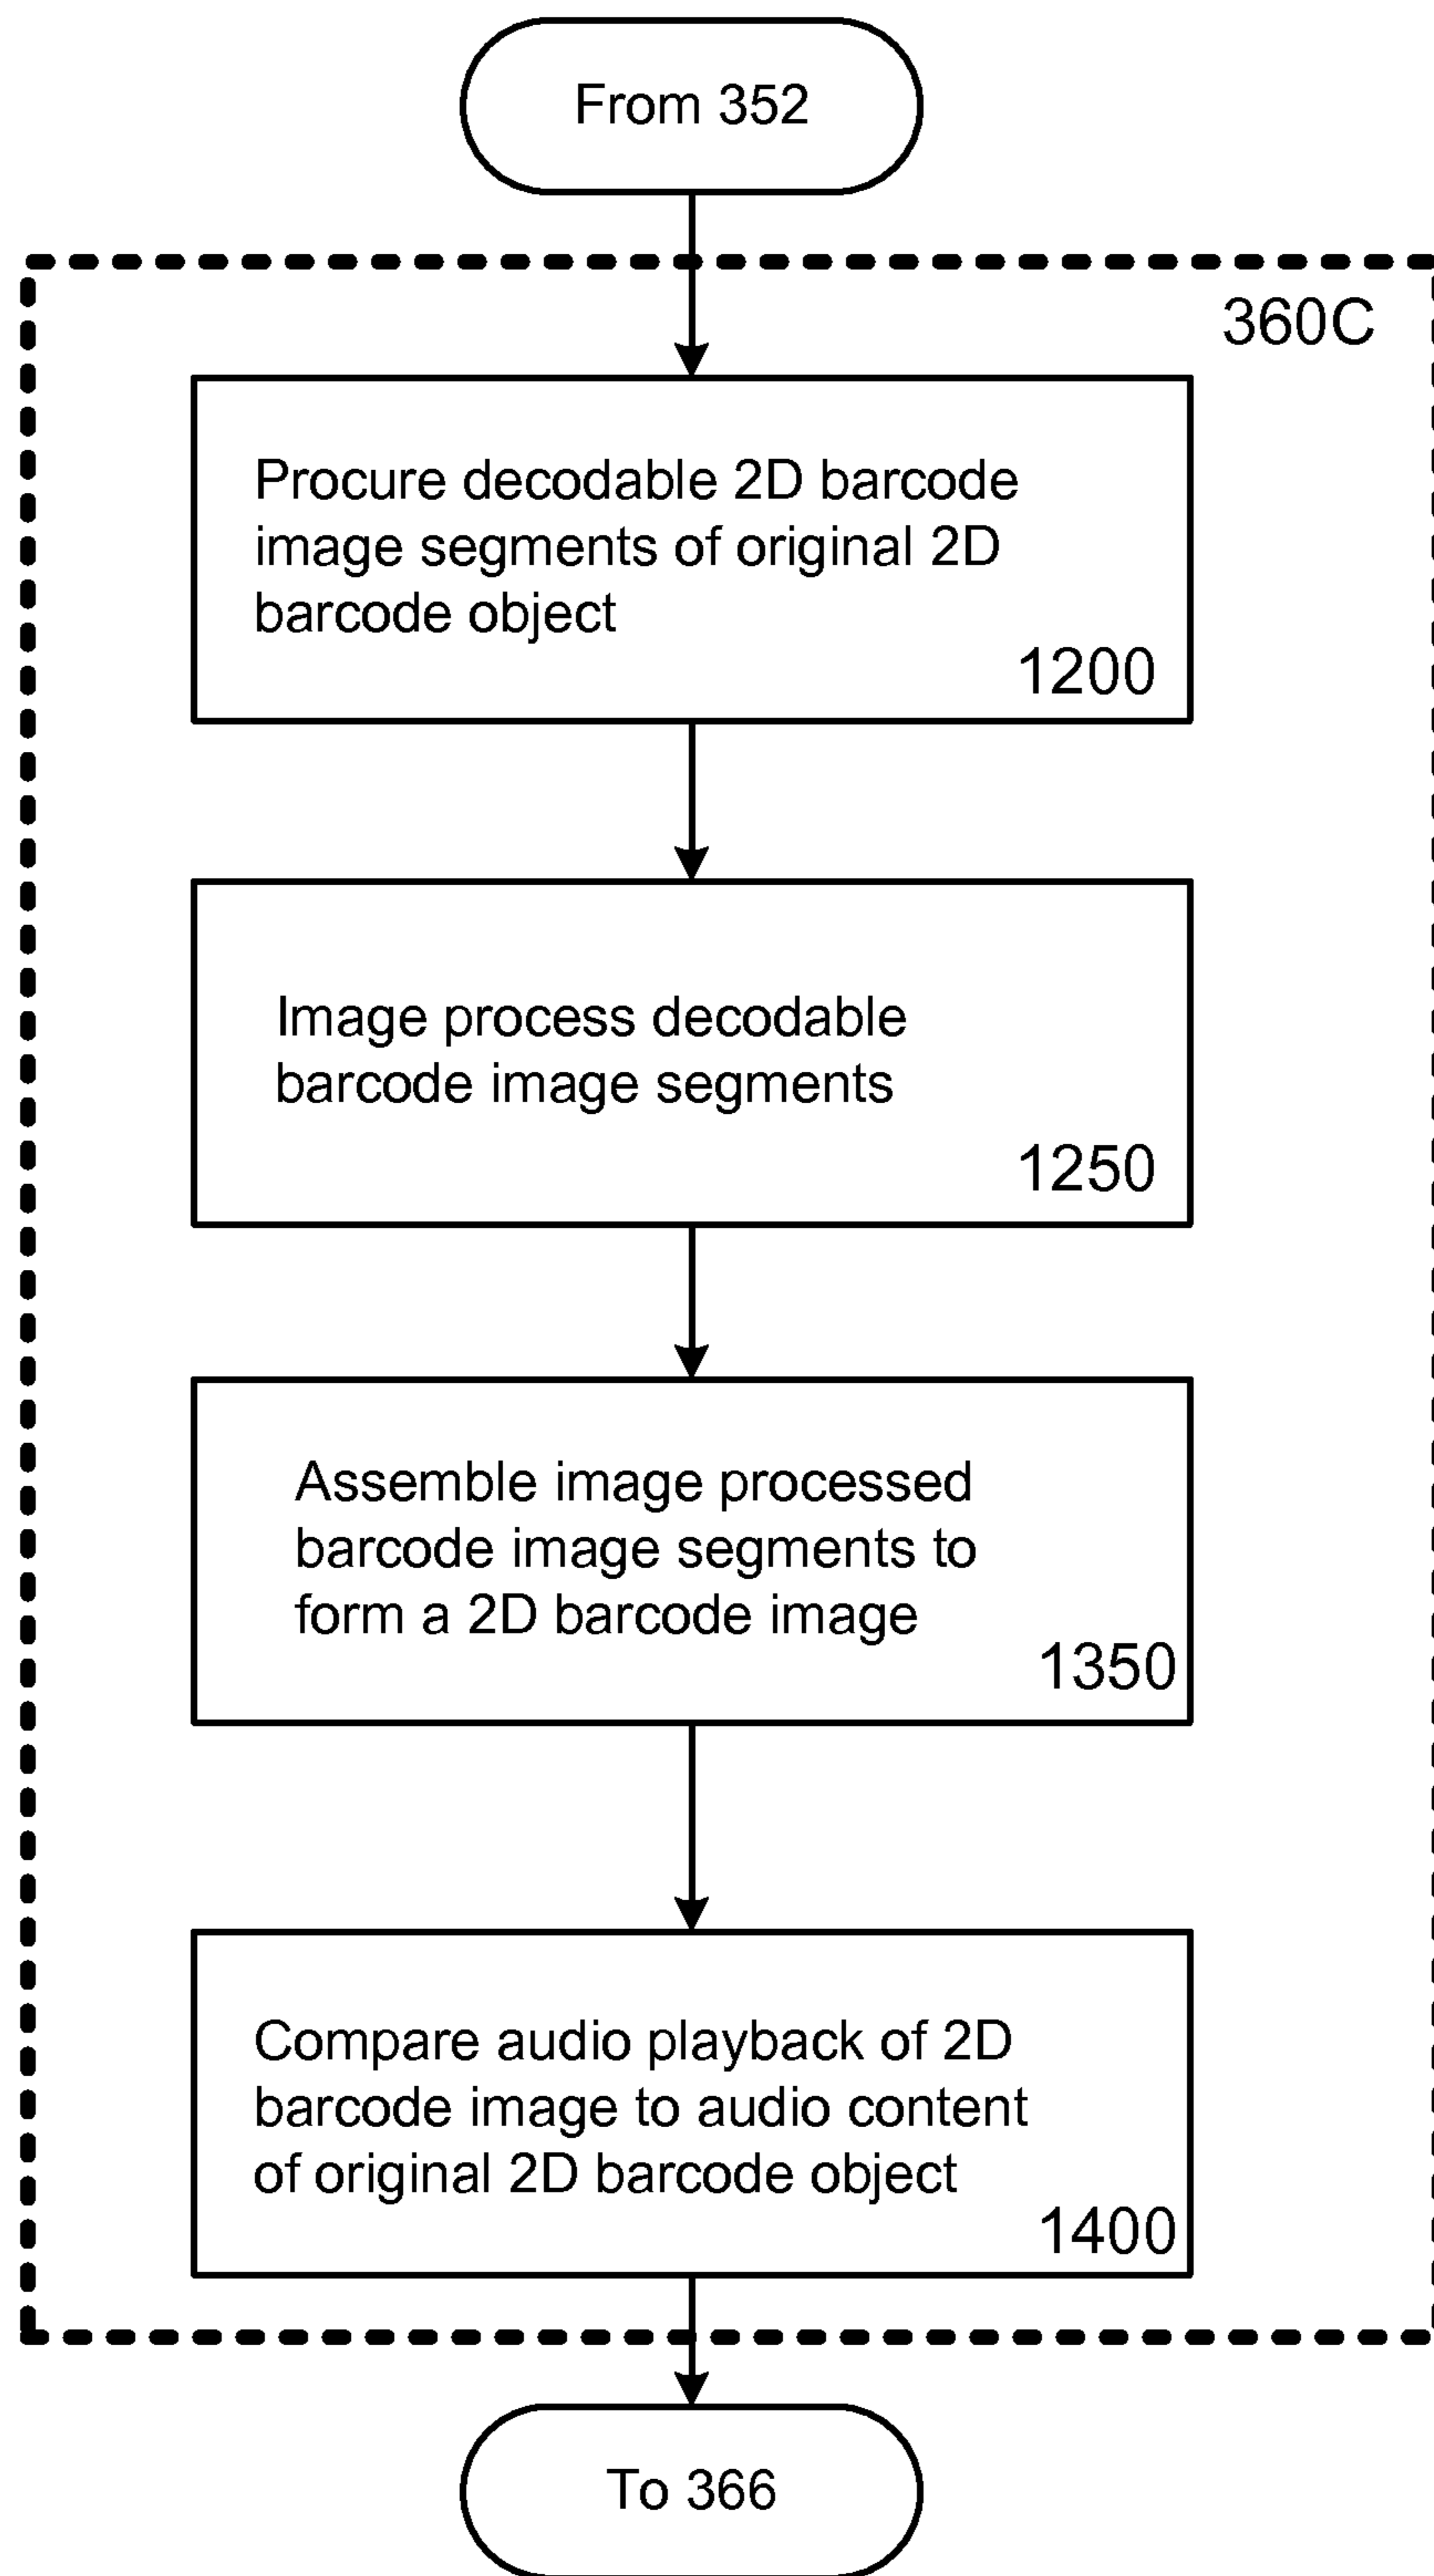 From 352
360C
Procure decodable 2D barcode
image segments of original 2D
barcode object
1200
Image process decodable
barcode image segments
1250
Assemble image processed
barcode image segments to
form a 2D barcode image
1350
Compare audio playback of 2D
barcode image to audio content
of original 2D barcode object
1400
To 366